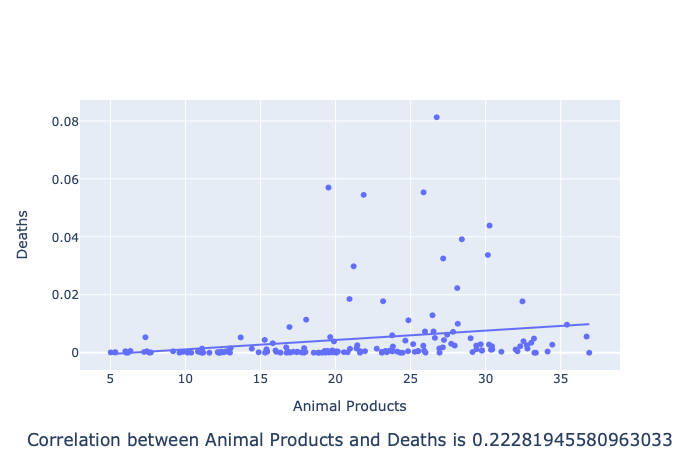 0.08
0.06
0.04
0.02
0
Deaths
5 10 15 20 25 30 35
Animal Products
Correlation between Animal Products and Deaths is 0.22281945580963033